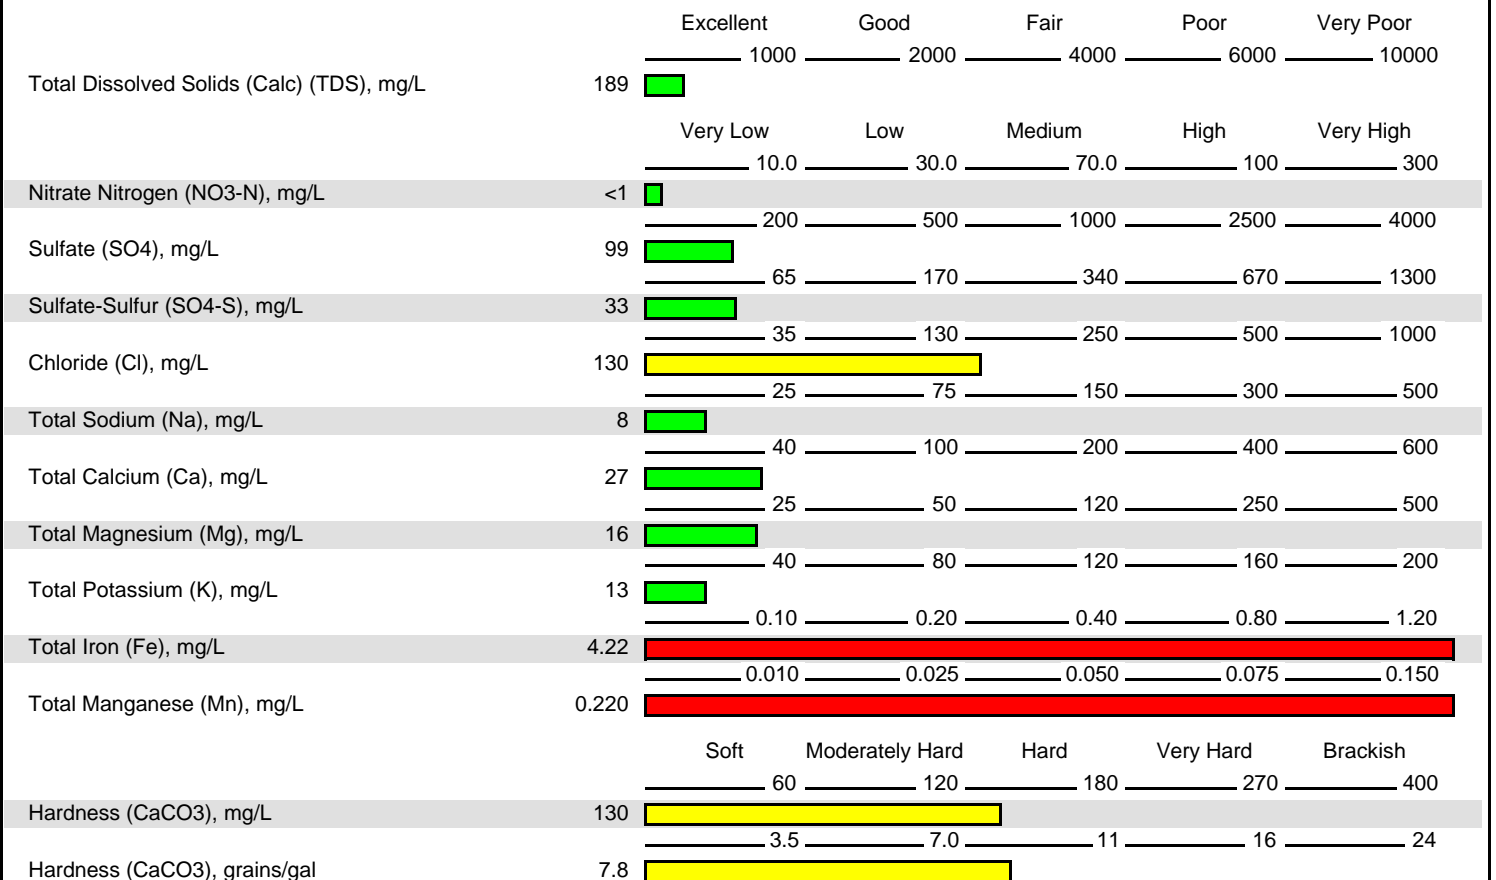 Excellent Good Fair Poor Very Poor
1000 2000 4000 6000 10000
Total Dissolved Solids (Calc) (TDS), mg/L 189
Very Low Low Medium High Very High
10.0 30.0 70.0 100 300
Nitrate Nitrogen (NO3-N), mg/L <1
200 500 1000 2500 4000
Sulfate (SO4), mg/L 99
65 170 340 670 1300
Sulfate-Sulfur (SO4-S), mg/L 33
35 130 250 500 1000
Chloride (Cl), mg/L 130
25 75 150 300 500
Total Sodium (Na), mg/L 8
40 100 200 400 600
Total Calcium (Ca), mg/L 27
25 50 120 250 500
Total Magnesium (Mg), mg/L 16
40 80 120 160 200
Total Potassium (K), mg/L 13
0.10 0.20 0.40 0.80 1.20
Total Iron (Fe), mg/L 4.22
0.010 0.025 0.050 0.075 0.150
Total Manganese (Mn), mg/L 0.220
Soft Moderately Hard Hard Very Hard Brackish
60 120 180 270 400
Hardness (CaCO3), mg/L 130
3.5 7.0 11 16 24
Hardness (CaCO3), grains/gal 7.8